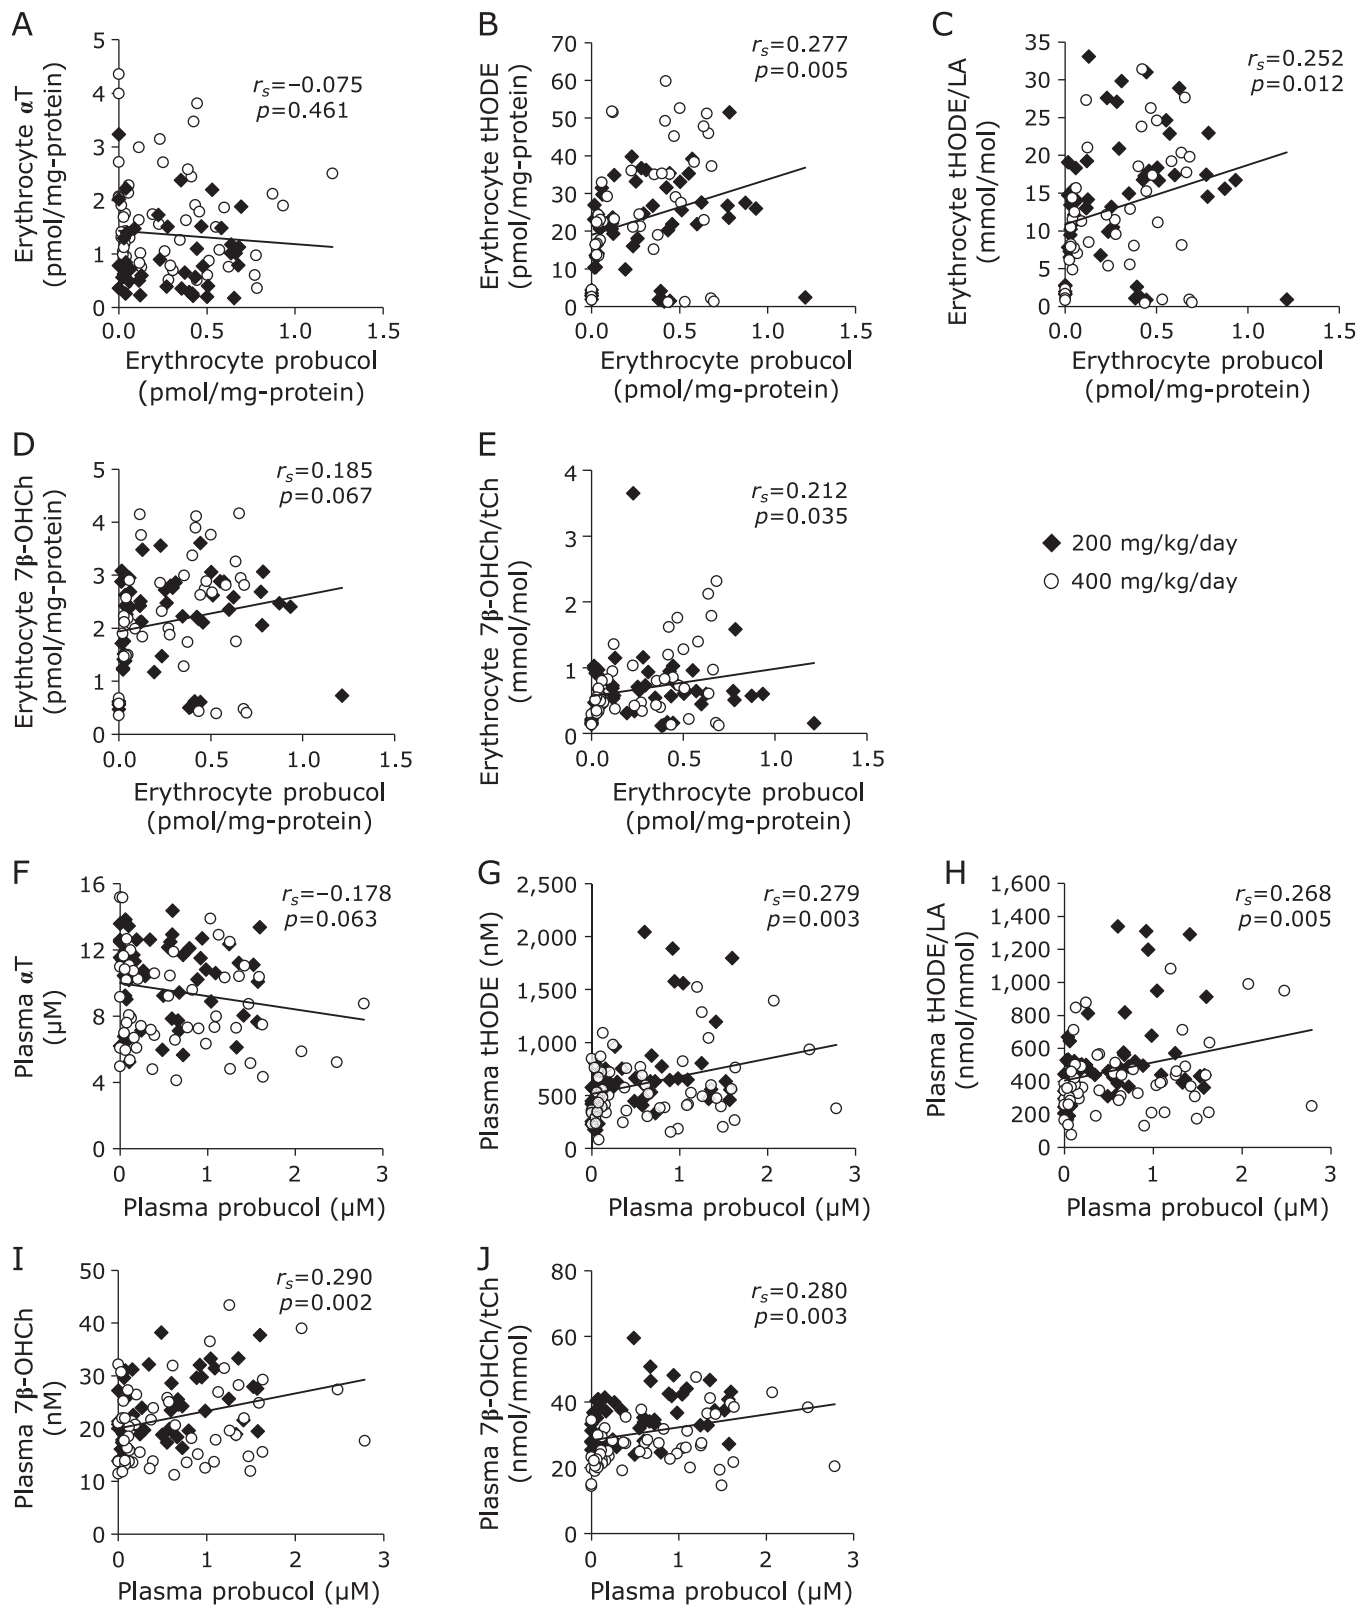 A
Erythrocyte αT
(pmol/mg-protein)
5
4
3
2
1
0
rs=−0.075
p=0.461
0.0 0.5 1.0 1.5
Erythrocyte probucol
(pmol/mg-protein)
B
Erythrocyte tHODE
(pmol/mg-protein)
70
60
50
40
30
20
10
0
rs=0.277
p=0.005
0.0 0.5 1.0 1.5
Erythrocyte probucol
(pmol/mg-protein)
C
Erythrocyte tHODE/LA
(mmol/mol)
35
30
25
20
15
10
5
0
rs=0.252
p=0.012
0.0 0.5 1.0 1.5
Erythrocyte probucol
(pmol/mg-protein)
D
Eryhtocyte 7β-OHCh
(pmol/mg-protein)
5
4
3
2
1
0
rs=0.185
p=0.067
0.0 0.5 1.0 1.5
Erythrocyte probucol
(pmol/mg-protein)
E
Erythrocyte 7β-OHCh/tCh
(mmol/mol)
4
3
2
1
0
rs=0.212
p=0.035
0.0 0.5 1.0 1.5
Erythrocyte probucol
(pmol/mg-protein)
200 mg/kg/day
400 mg/kg/day
F
Plasma αT
(μM)
16
12
8
4
0
rs=−0.178
p=0.063
0 1 2 3
Plasma probucol (μM)
G
Plasma tHODE (nM)
2,500
2,000
1,500
1,000
500
0
rs=0.279
p=0.003
0 1 2 3
Plasma probucol (μM)
H
Plasma tHODE/LA
(nmol/mmol)
1,600
1,400
1,200
1,000
800
600
400
200
0
rs=0.268
p=0.005
0 1 2 3
Plasma probucol (μM)
I
Plasma 7β-OHCh
(nM)
50
40
30
20
10
0
rs=0.290
p=0.002
0 1 2 3
Plasma probucol (μM)
J
Plasma 7β-OHCh/tCh
(nmol/mmol)
80
60
40
20
0
rs=0.280
p=0.003
0 1 2 3
Plasma probucol (μM)